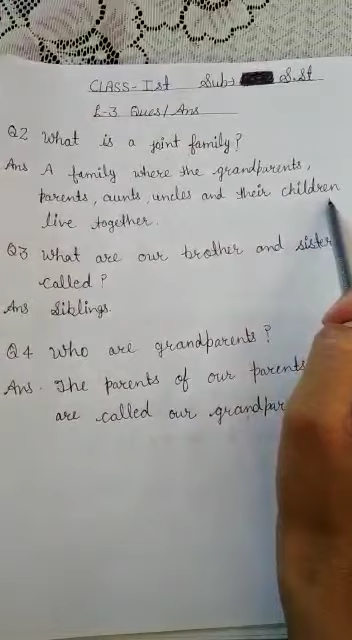 CLASS-Ist Sub:- S.St
L-3 Ques/Ans
Q2 What is a joint family?
Ans A family where the grandparents,
parents, aunts, uncles and their children
live together.
Q3 What are our brother and sister
called?
Ans Siblings.
Q4 Who are grandparents?
Ans. The parents of our parents
are called our grandpar